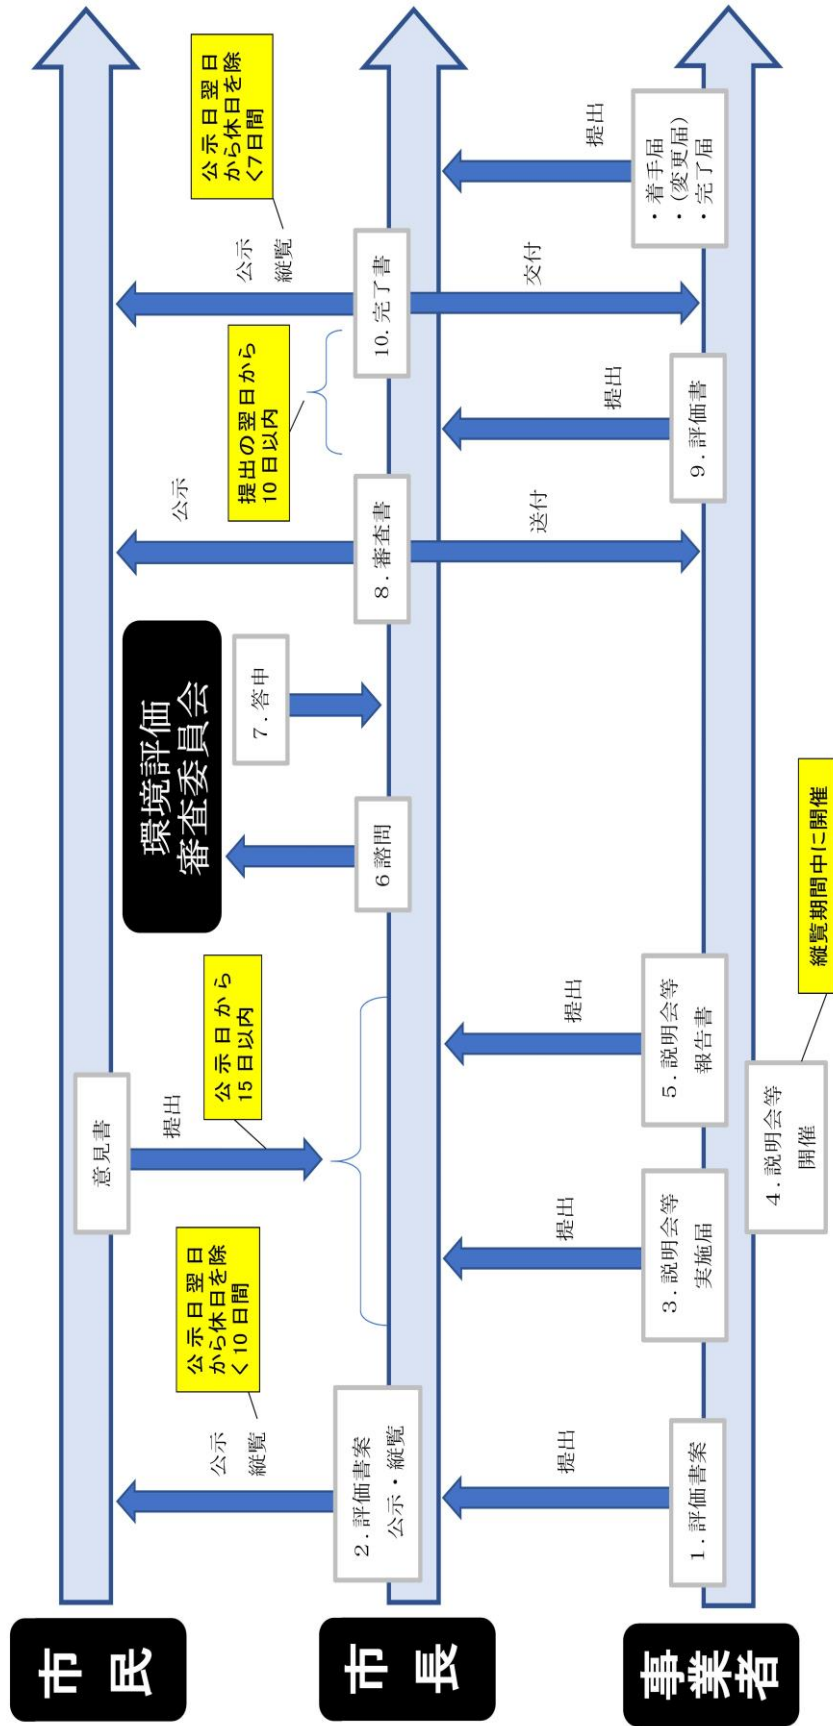 市民
市長
事業者
1．評価書案
提出
2．評価書案
公示・縦覧
公示
縦覧
公示日翌日
から休日を除
く10日間
3．説明会等
実施届
提出
4．説明会等
開催
縦覧期間中に開催
意見書
提出
公示日から
15日以内
5．説明会等
報告書
提出
6諮問
環境評価
審査委員会
7．答申
8．審査書
公示
送付
9．評価書
提出
提出の翌日から
10日以内
10．完了書
公示
縦覧
交付
公示日翌日
から休日を除
く7日間
・着手届
・（変更届）
・完了届
提出